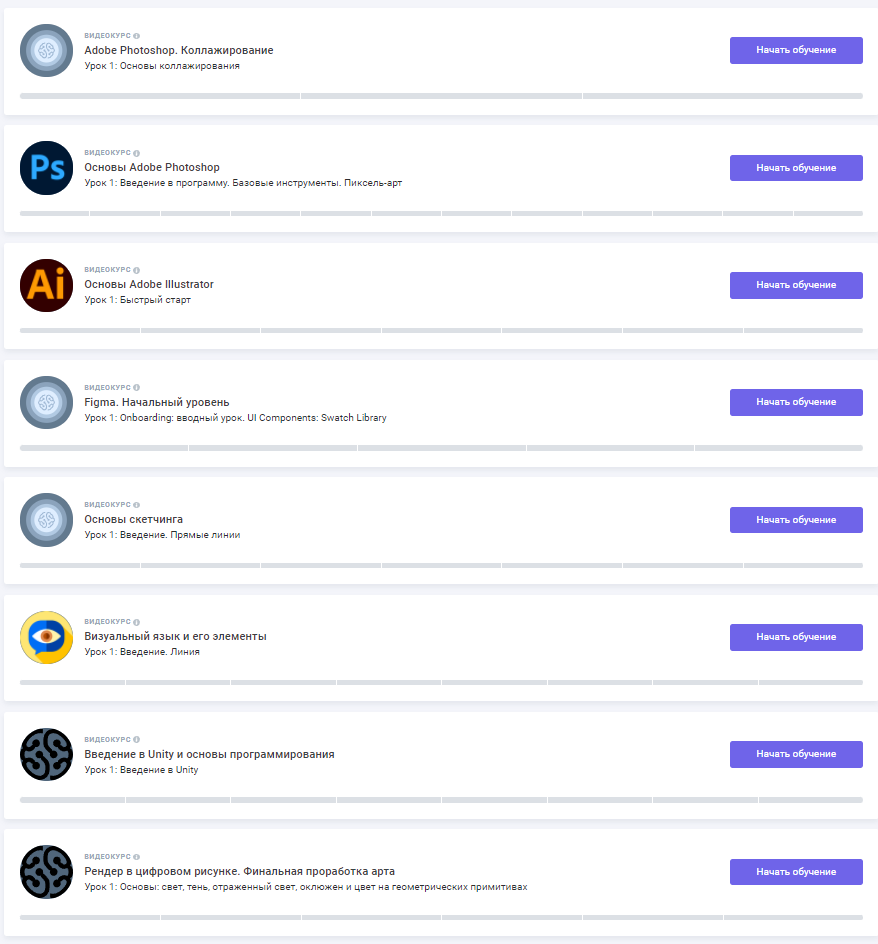 ВИДЕОКУРС
Adobe Photoshop. Коллажирование
Урок 1: Основы коллажирования
Начать обучение
Ps
ВИДЕОКУРС
Основы Adobe Photoshop
Урок 1: Введение в программу. Базовые инструменты. Пиксель-арт
Начать обучение
Ai
ВИДЕОКУРС
Основы Adobe Illustrator
Урок 1: Быстрый старт
Начать обучение
ВИДЕОКУРС
Figma. Начальный уровень
Урок 1: Onboarding: вводный урок. UI Components: Swatch Library
Начать обучение
ВИДЕОКУРС
Основы скетчинга
Урок 1: Введение. Прямые линии
Начать обучение
ВИДЕОКУРС
Визуальный язык и его элементы
Урок 1: Введение. Линия
Начать обучение
ВИДЕОКУРС
Введение в Unity и основы программирования
Урок 1: Введение в Unity
Начать обучение
ВИДЕОКУРС
Рендер в цифровом рисунке. Финальная проработка арта
Урок 1: Основы: свет, тень, отраженный свет, оклюжен и цвет на геометрических примитивах
Начать обучение